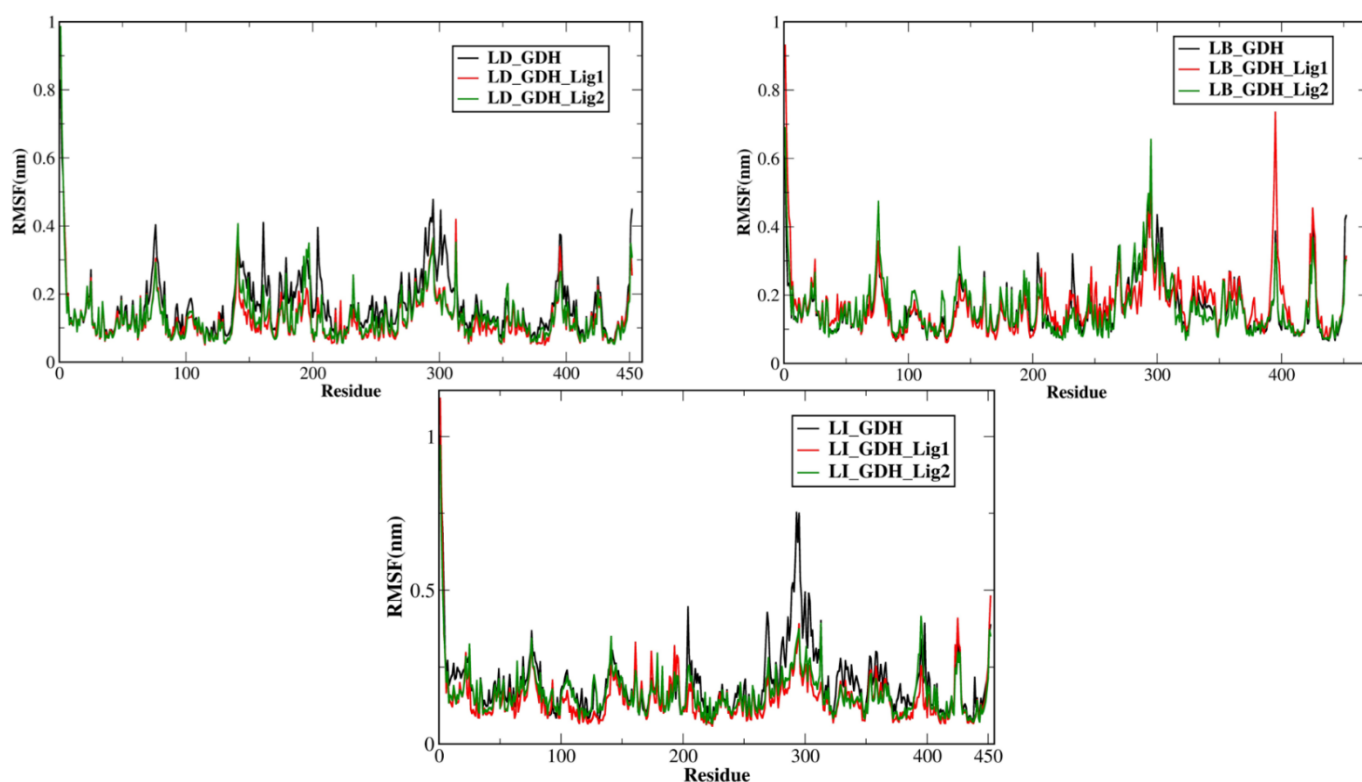 1
0.8
0.6
0.4
0.2
0
RMSF(nm)
LD_GDH
LD_GDH_Lig1
LD_GDH_Lig2
0
100
200
300
400
450
Residue
1
0.8
0.6
0.4
0.2
0
RMSF(nm)
LB_GDH
LB_GDH_Lig1
LB_GDH_Lig2
0
100
200
300
400
Residue
1
0.5
0
RMSF(nm)
LI_GDH
LI_GDH_Lig1
LI_GDH_Lig2
0
100
200
300
400
450
Residue